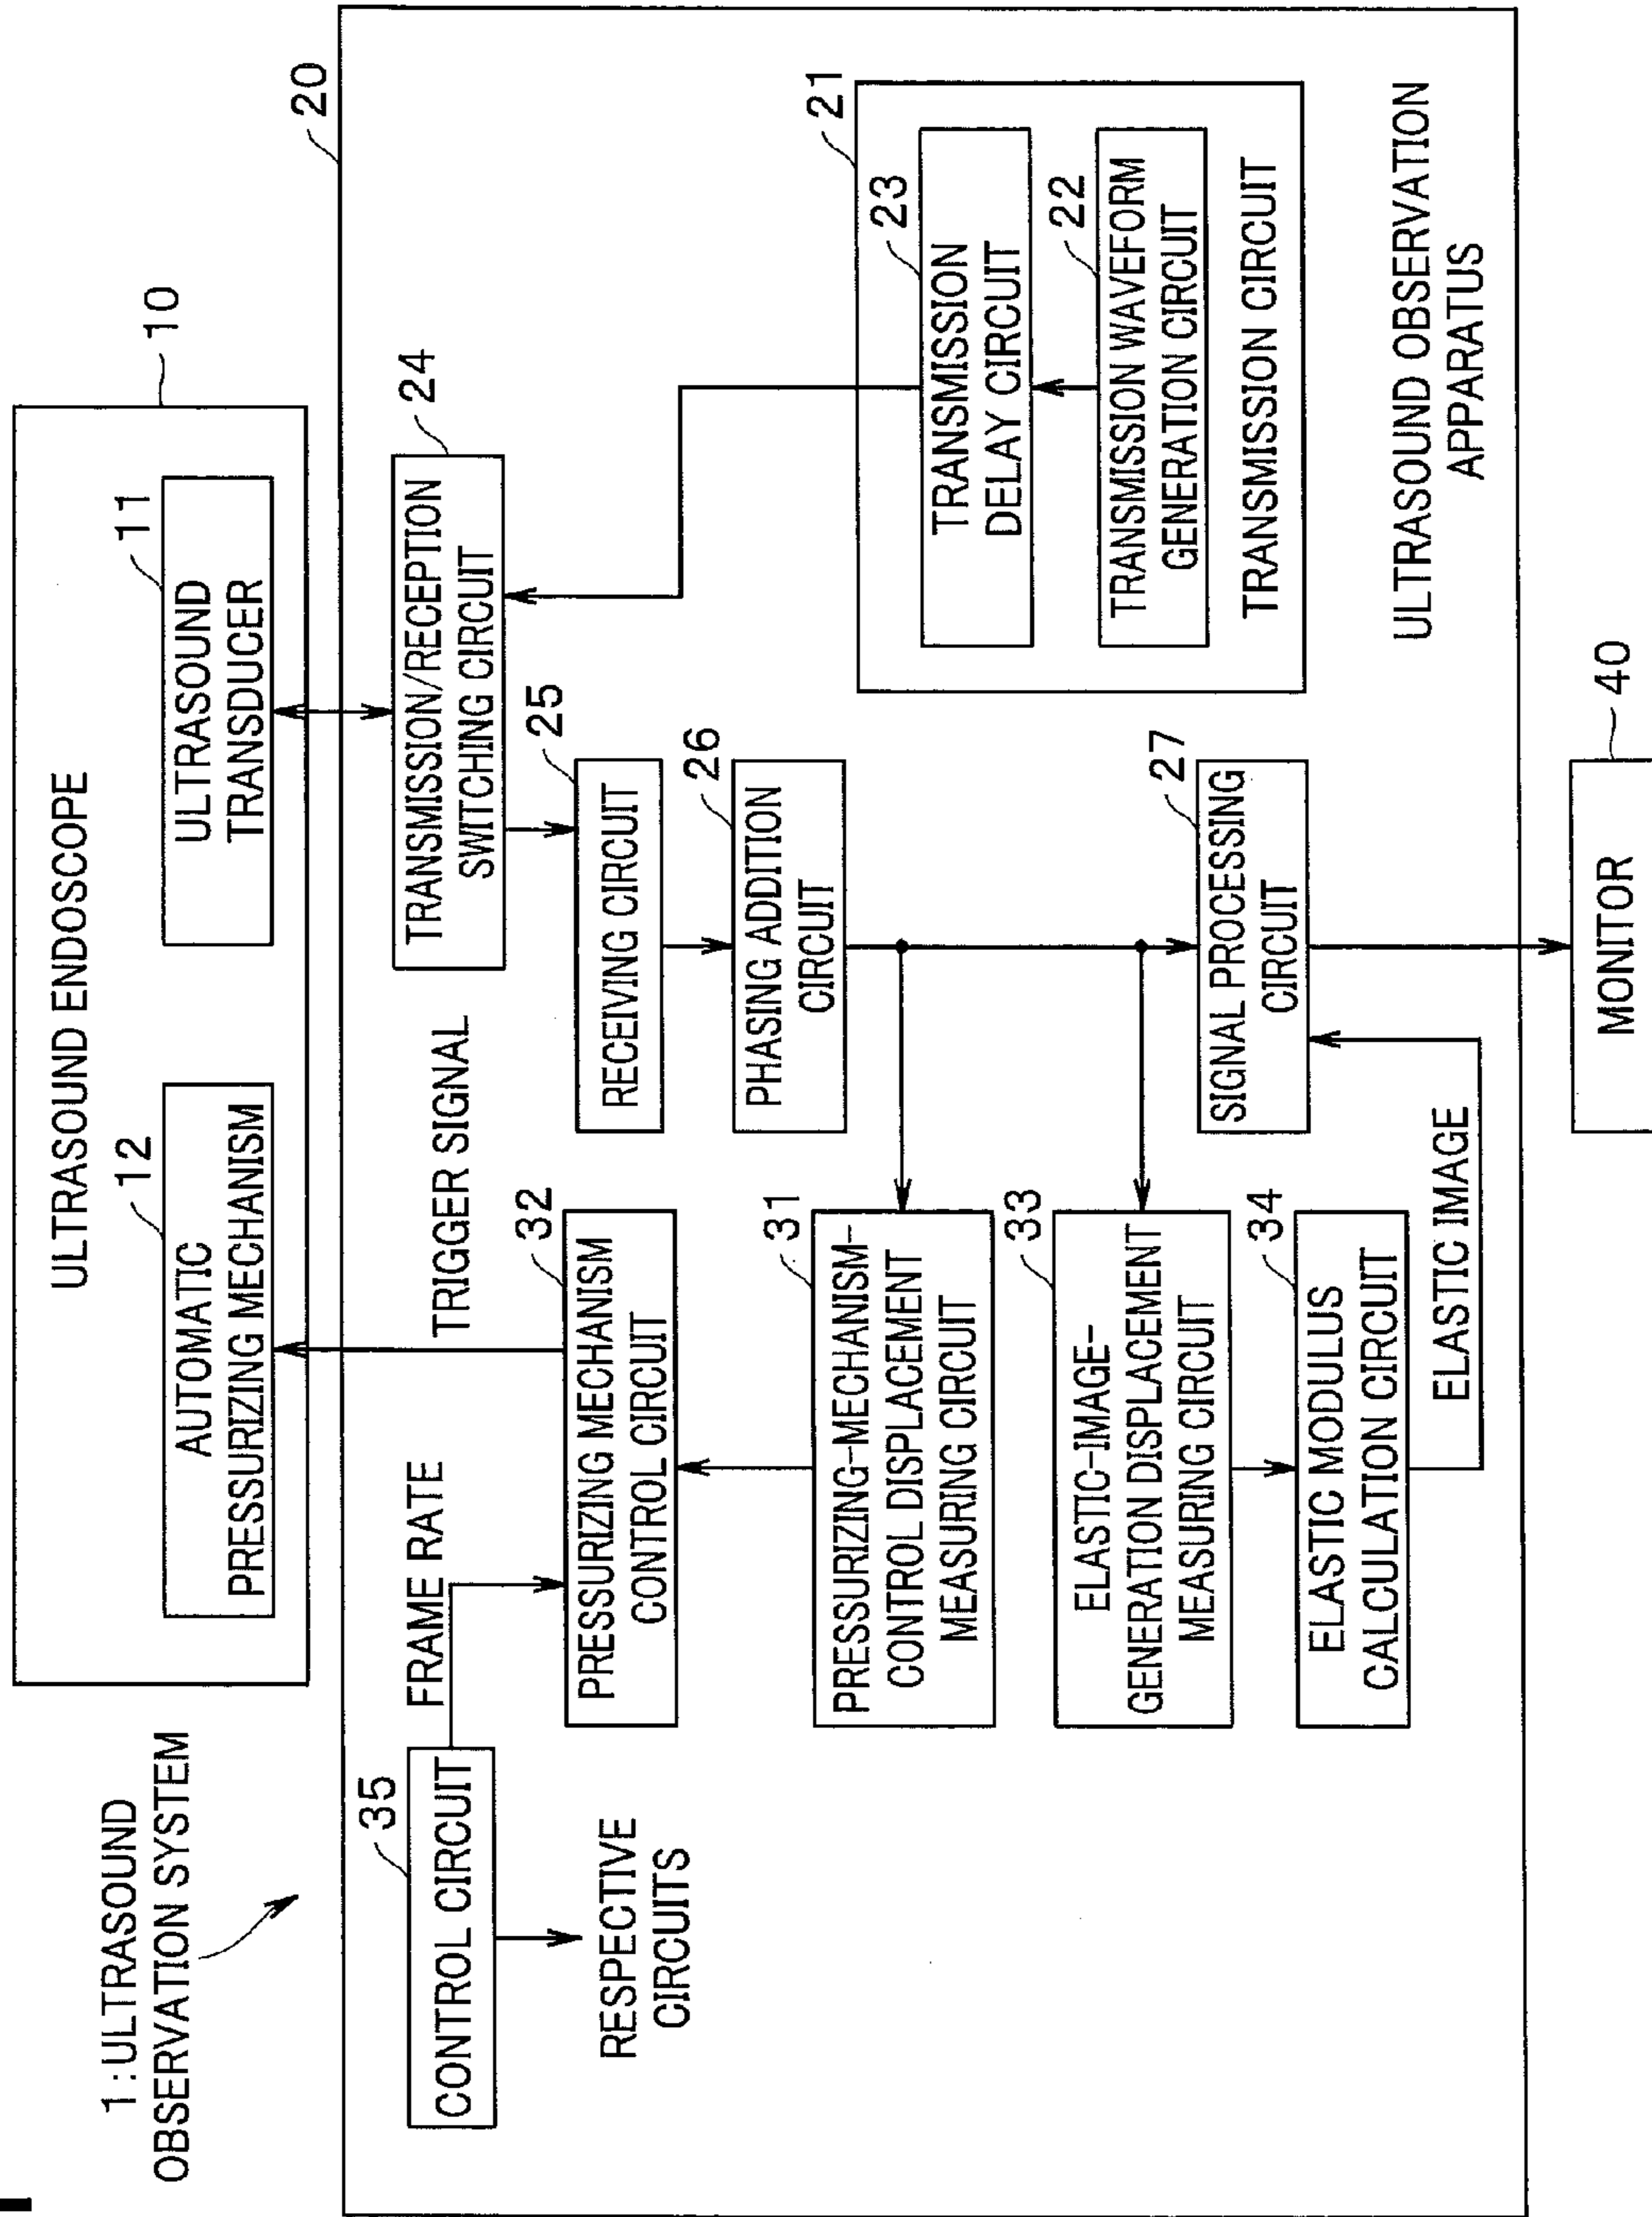 1:ULTRASOUND
OBSERVATION SYSTEM
ULTRASOUND ENDOSCOPE
10
12
AUTOMATIC
PRESSURIZING MECHANISM
11
ULTRASOUND
TRANSDUCER
20
35
CONTROL CIRCUIT
FRAME RATE
TRIGGER SIGNAL
24
TRANSMISSION/RECEPTION
SWITCHING CIRCUIT
RESPECTIVE
CIRCUITS
32
PRESSURIZING MECHANISM
CONTROL CIRCUIT
25
RECEIVING CIRCUIT
26
PHASING ADDITION
CIRCUIT
31
PRESSURIZING-MECHANISM-
CONTROL DISPLACEMENT
MEASURING CIRCUIT
21
23
TRANSMISSION
DELAY CIRCUIT
22
TRANSMISSION WAVEFORM
GENERATION CIRCUIT
TRANSMISSION CIRCUIT
33
ELASTIC-IMAGE-
GENERATION DISPLACEMENT
MEASURING CIRCUIT
27
SIGNAL PROCESSING
CIRCUIT
34
ELASTIC MODULUS
CALCULATION CIRCUIT
ELASTIC IMAGE
ULTRASOUND OBSERVATION
APPARATUS
40
MONITOR